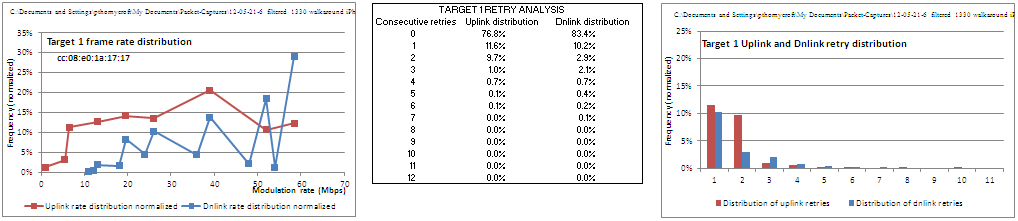 C:\Documents and Settings\pthornycroft\My Documents\Packet-Captures\12-05-21-6 filtered 1330 walkaround iPh
Target 1 frame rate distribution
cc:08:e0:1a:17:17
Frequency (normalized)
35%
30%
25%
20%
15%
10%
5%
0%
0 10 20 30 40 50 60 70
Modulation rate (Mbps)
Uplink rate distribution normalized
Dnlink rate distribution normalized
TARGET 1 RETRY ANALYSIS
Consecutive retries Uplink distribution Dnlink distribution
0 76.8% 83.4%
1 11.6% 10.2%
2 9.7% 2.9%
3 1.0% 2.1%
4 0.7% 0.7%
5 0.1% 0.4%
6 0.1% 0.2%
7 0.0% 0.1%
8 0.0% 0.0%
9 0.0% 0.0%
10 0.0% 0.0%
11 0.0% 0.0%
12 0.0% 0.0%
C:\Documents and Settings\pthornycroft\My Documents\Packet-Captures\12-05-21-6 filtered 1330 walkaround iP
Target 1 Uplink and Dnlink retry distribution
Frequency (normalized)
25%
20%
15%
10%
5%
0%
1 2 3 4 5 6 7 8 9 10 11
Distribution of uplink retries
Distribution of dnlink retries